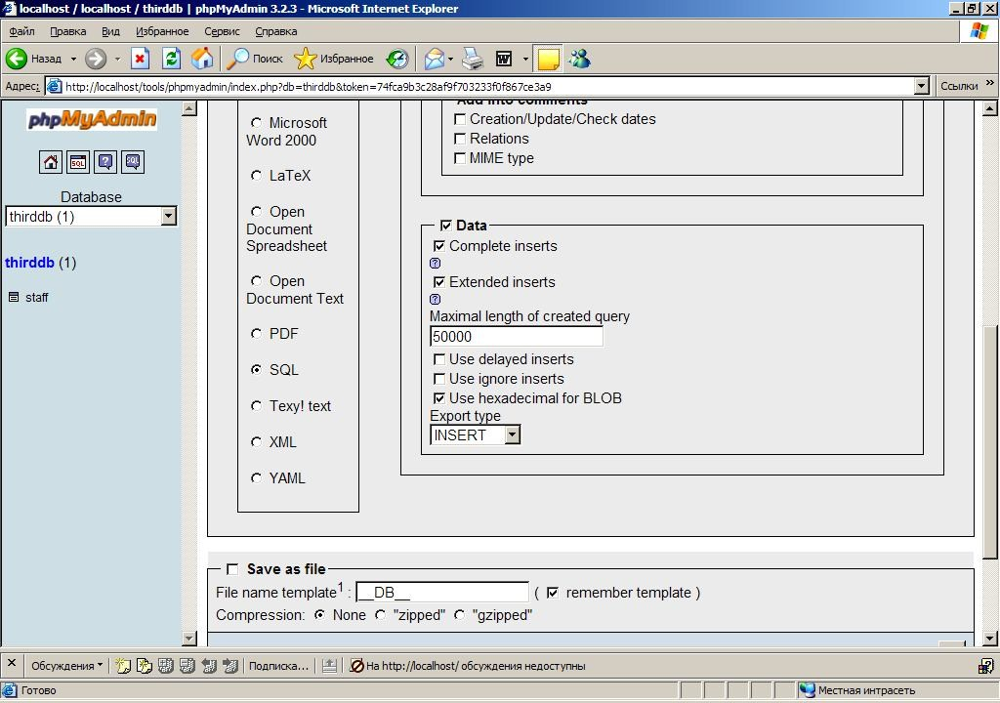 localhost / localhost / thirddb | phpMyAdmin 3.2.3 - Microsoft Internet Explorer
Файл Правка Вид Избранное Сервис Справка
Назад Поиск Избранное
Адрес: http://localhost/tools/phpmyadmin/index.php?db=thirddb&token=74fca9b3c28af9f703233f0f867ce3a9 Ссылки »
phpMyAdmin
SQL
SQL
Database
thirddb (1)
thirddb (1)
staff
Microsoft
Word 2000
LaTeX
Open
Document
Spreadsheet
Open
Document Text
PDF
SQL
Texy! text
XML
YAML
Add into comments
Creation/Update/Check dates
Relations
MIME type
Data
Complete inserts
Extended inserts
Maximal length of created query
50000
Use delayed inserts
Use ignore inserts
Use hexadecimal for BLOB
Export type
INSERT
Save as file
File name template1 : __DB__ ( remember template )
Compression: None "zipped" "gzipped"
Обсуждения Подписка... На http://localhost/ обсуждения недоступны
Готово Местная интрасеть